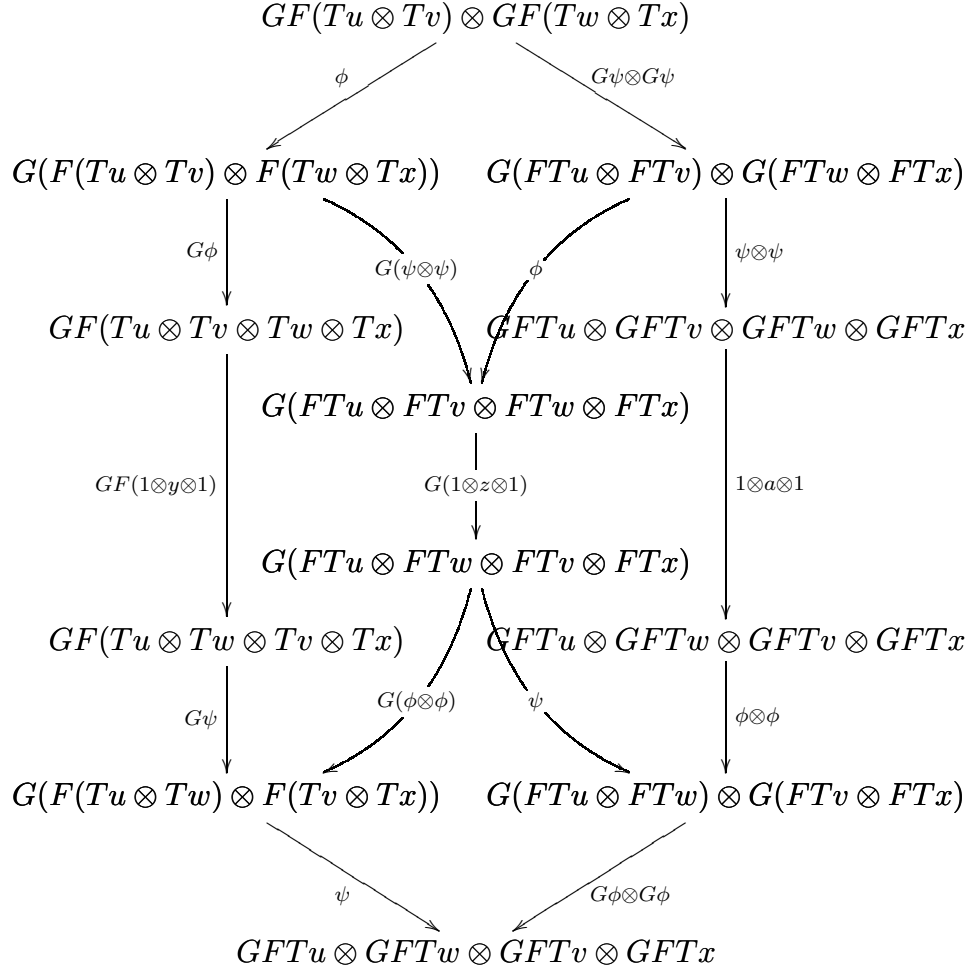 GF(Tu ⊗ Tv) ⊗ GF(Tw ⊗ Tx)
ϕ
Gψ⊗Gψ
G(F(Tu ⊗ Tv) ⊗ F(Tw ⊗ Tx))
G(FTu ⊗ FTv) ⊗ G(FTw ⊗ FTx)
Gϕ
G(ψ⊗ψ)
ϕ
ψ⊗ψ
GF(Tu ⊗ Tv ⊗ Tw ⊗ Tx)
GFTu ⊗ GFTv ⊗ GFTw ⊗ GFTx
G(FTu ⊗ FTv ⊗ FTw ⊗ FTx)
GF(1⊗y⊗1)
G(1⊗z⊗1)
1⊗a⊗1
G(FTu ⊗ FTw ⊗ FTv ⊗ FTx)
GF(Tu ⊗ Tw ⊗ Tv ⊗ Tx)
GFTu ⊗ GFTw ⊗ GFTv ⊗ GFTx
Gψ
G(ϕ⊗ϕ)
ψ
ϕ⊗ϕ
G(F(Tu ⊗ Tw) ⊗ F(Tv ⊗ Tx))
G(FTu ⊗ FTw) ⊗ G(FTv ⊗ FTx)
ψ
Gϕ⊗Gϕ
GFTu ⊗ GFTw ⊗ GFTv ⊗ GFTx